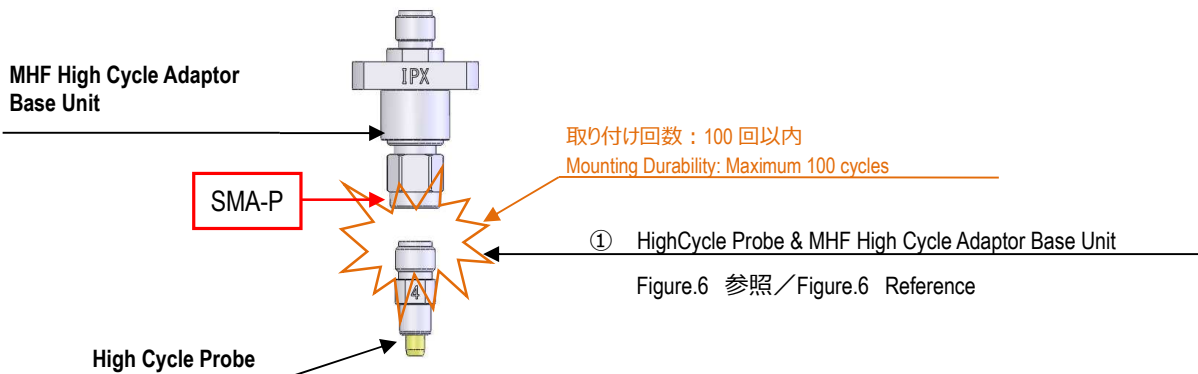 IPX
MHF High Cycle Adaptor
Base Unit
取り付け回数：100 回以内
Mounting Durability: Maximum 100 cycles
SMA-P
① HighCycle Probe & MHF High Cycle Adaptor Base Unit
Figure.6 参照／Figure.6 Reference
4
High Cycle Probe